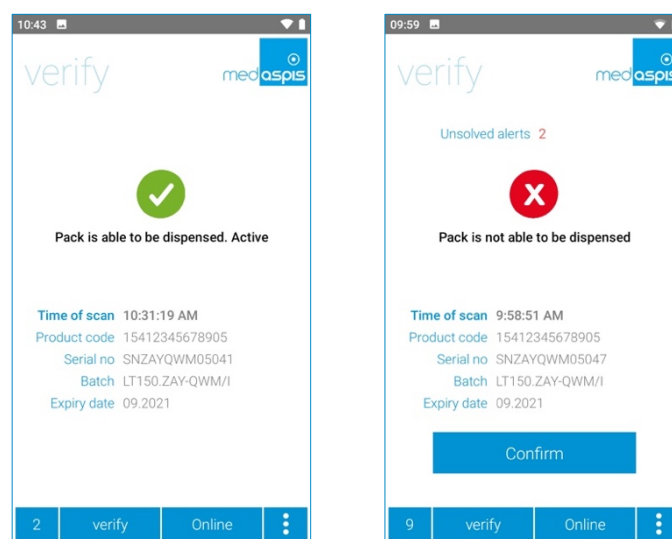 10:43
verify
medaspis
Pack is able to be dispensed. Active
Time of scan 10:31:19 AM
Product code 15412345678905
Serial no SNZAYQWM05041
Batch LT150.ZAY-QWM/I
Expiry date 09.2021
2 verify Online
09:59
verify
medaspis
Unsolved alerts 2
Pack is not able to be dispensed
Time of scan 9:58:51 AM
Product code 15412345678905
Serial no SNZAYQWM05047
Batch LT150.ZAY-QWM/I
Expiry date 09.2021
Confirm
9 verify Online